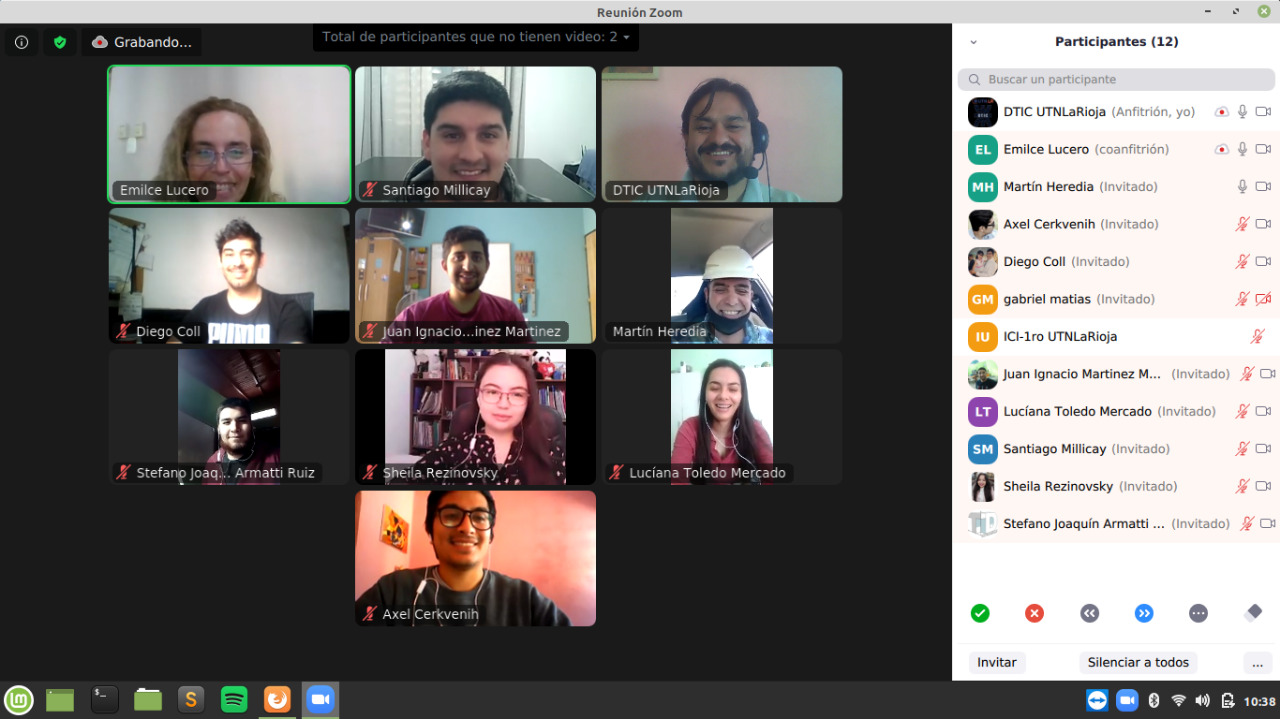 Reunión Zoom
Grabando...
Total de participantes que no tienen video: 2
Emilce Lucero
Santiago Millicay
DTIC UTNLaRioja
Diego Coll
PUMA
Juan Ignacio...inez Martinez
Martín Heredia
Stefano Joaq... Armatti Ruiz
Sheila Rezinovsky
Lucíana Toledo Mercado
Axel Cerkvenih
Participantes (12)
Buscar un participante
DTIC UTNLaRioja (Anfitrión, yo)
EL Emilce Lucero (coanfitrión)
MH Martín Heredia (Invitado)
Axel Cerkvenih (Invitado)
Diego Coll (Invitado)
GM gabriel matias (Invitado)
IU ICI-1ro UTNLaRioja
Juan Ignacio Martinez M... (Invitado)
LT Lucíana Toledo Mercado (Invitado)
SM Santiago Millicay (Invitado)
Sheila Rezinovsky (Invitado)
Stefano Joaquín Armatti ... (Invitado)
Invitar
Silenciar a todos
...
10:38